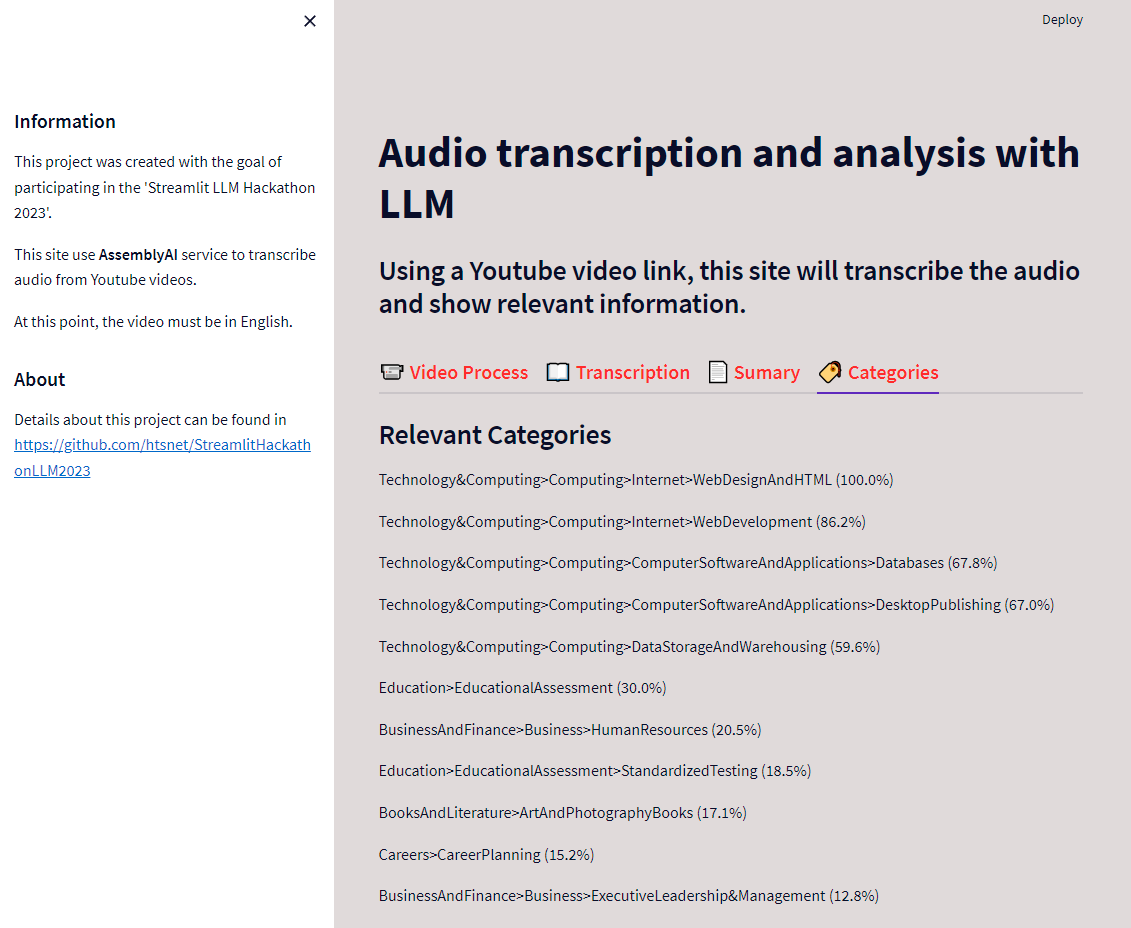 Information
This project was created with the goal of
participating in the 'Streamlit LLM Hackathon
2023'.
This site use AssemblyAI service to transcribe
audio from Youtube videos.
At this point, the video must be in English.
About
Details about this project can be found in
https://github.com/htsnet/StreamlitHackath
onLLM2023
Deploy
Audio transcription and analysis with
LLM
Using a Youtube video link, this site will transcribe the audio
and show relevant information.
Video Process Transcription Sumary Categories
Relevant Categories
Technology&Computing>Computing>Internet>WebDesignAndHTML (100.0%)
Technology&Computing>Computing>Internet>WebDevelopment (86.2%)
Technology&Computing>Computing>ComputerSoftwareAndApplications>Databases (67.8%)
Technology&Computing>Computing>ComputerSoftwareAndApplications>DesktopPublishing (67.0%)
Technology&Computing>Computing>DataStorageAndWarehousing (59.6%)
Education>EducationalAssessment (30.0%)
BusinessAndFinance>Business>HumanResources (20.5%)
Education>EducationalAssessment>StandardizedTesting (18.5%)
BooksAndLiterature>ArtAndPhotographyBooks (17.1%)
Careers>CareerPlanning (15.2%)
BusinessAndFinance>Business>ExecutiveLeadership&Management (12.8%)